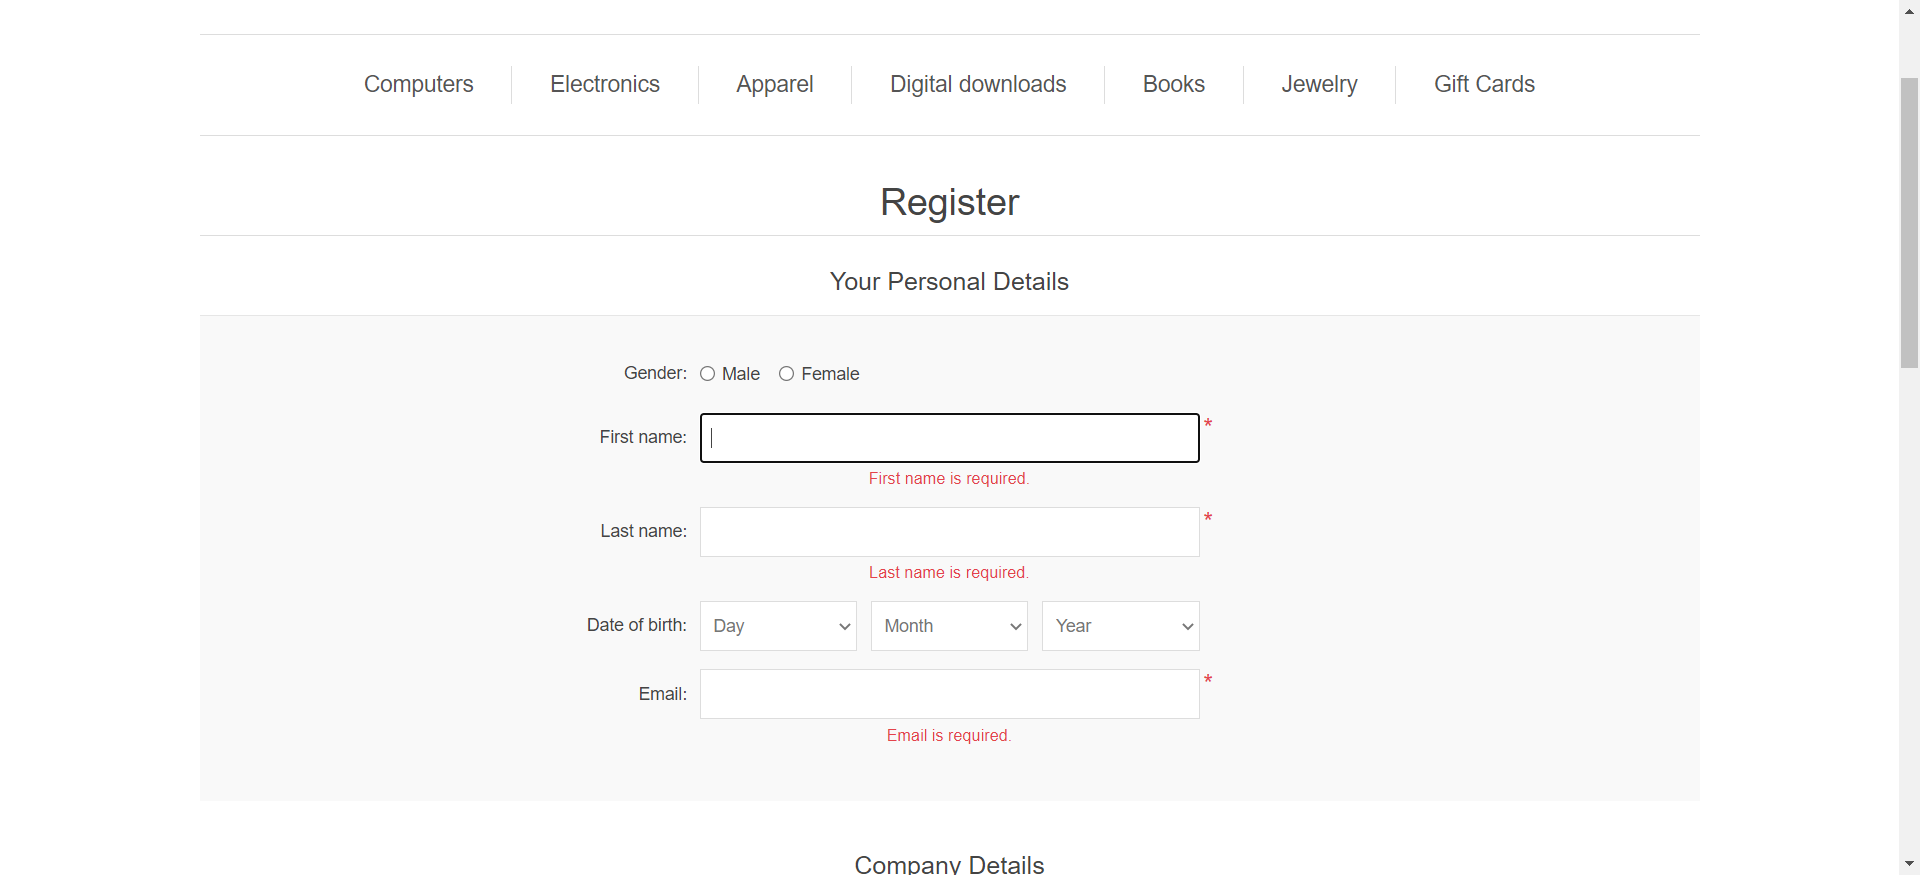 Computers Electronics Apparel Digital downloads Books Jewelry Gift Cards
Register
Your Personal Details
Gender: Male Female
First name: *
First name is required.
Last name: *
Last name is required.
Date of birth: Day Month Year
Email: *
Email is required.
Company Details